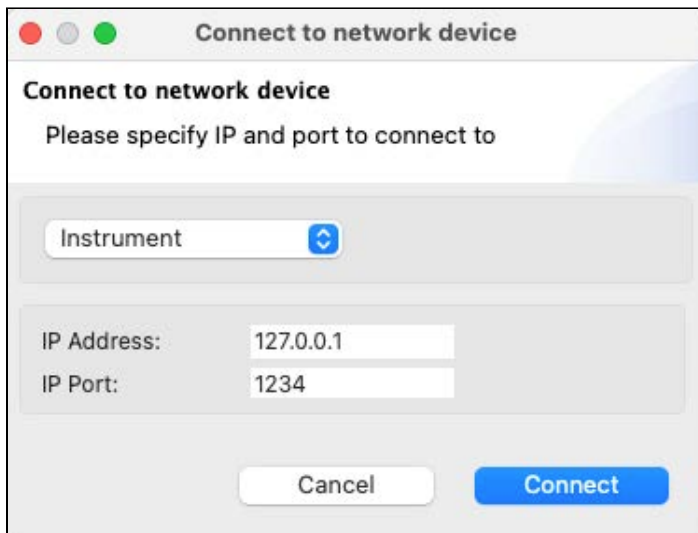 Connect to network device
Connect to network device
Please specify IP and port to connect to
Instrument
IP Address: 127.0.0.1
IP Port: 1234
Cancel Connect